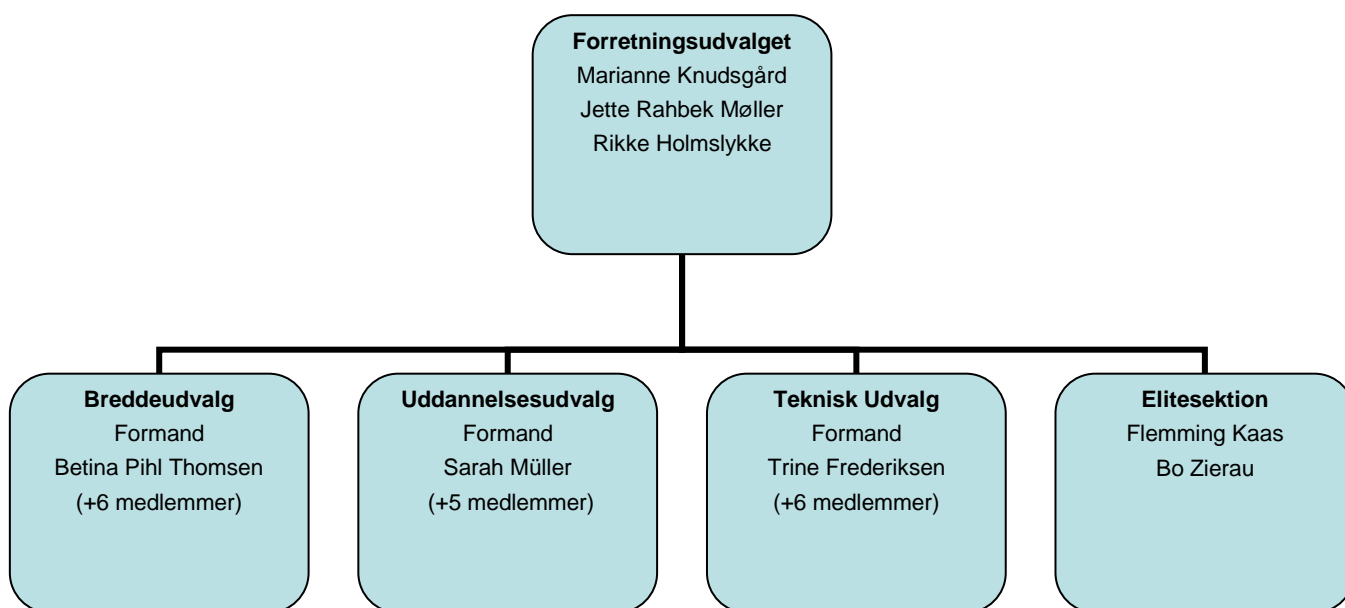 Forretningsudvalget
Marianne Knudsgård
Jette Rahbek Møller
Rikke Holmslykke
Breddeudvalg
Formand
Betina Pihl Thomsen
(+6 medlemmer)
Uddannelsesudvalg
Formand
Sarah Müller
(+5 medlemmer)
Teknisk Udvalg
Formand
Trine Frederiksen
(+6 medlemmer)
Elitesektion
Flemming Kaas
Bo Zierau